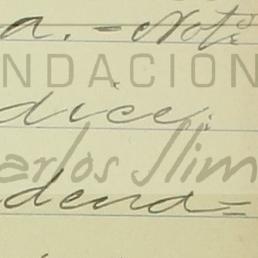 a. - Nota
NDACION
dice:
arlos Slim
dena=